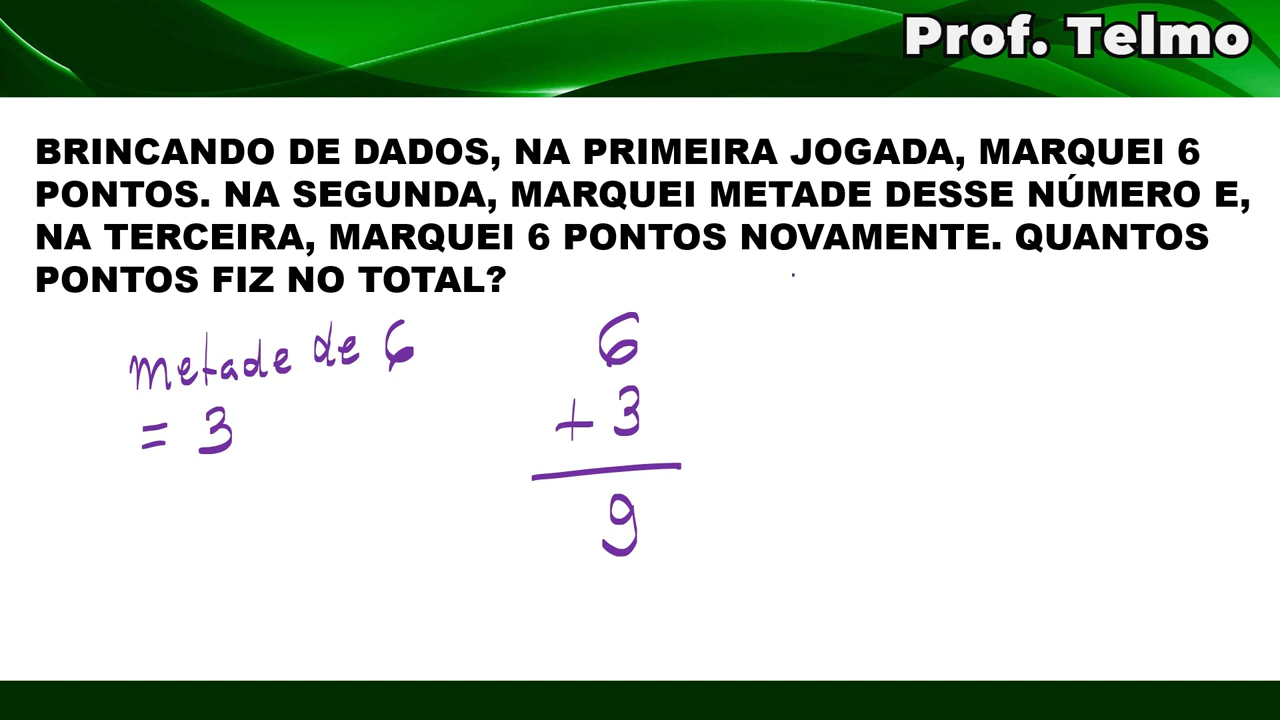 Prof. Telmo
BRINCANDO DE DADOS, NA PRIMEIRA JOGADA, MARQUEI 6
PONTOS. NA SEGUNDA, MARQUEI METADE DESSE NÚMERO E,
NA TERCEIRA, MARQUEI 6 PONTOS NOVAMENTE. QUANTOS
PONTOS FIZ NO TOTAL?
metade de 6
= 3
6
+ 3
9